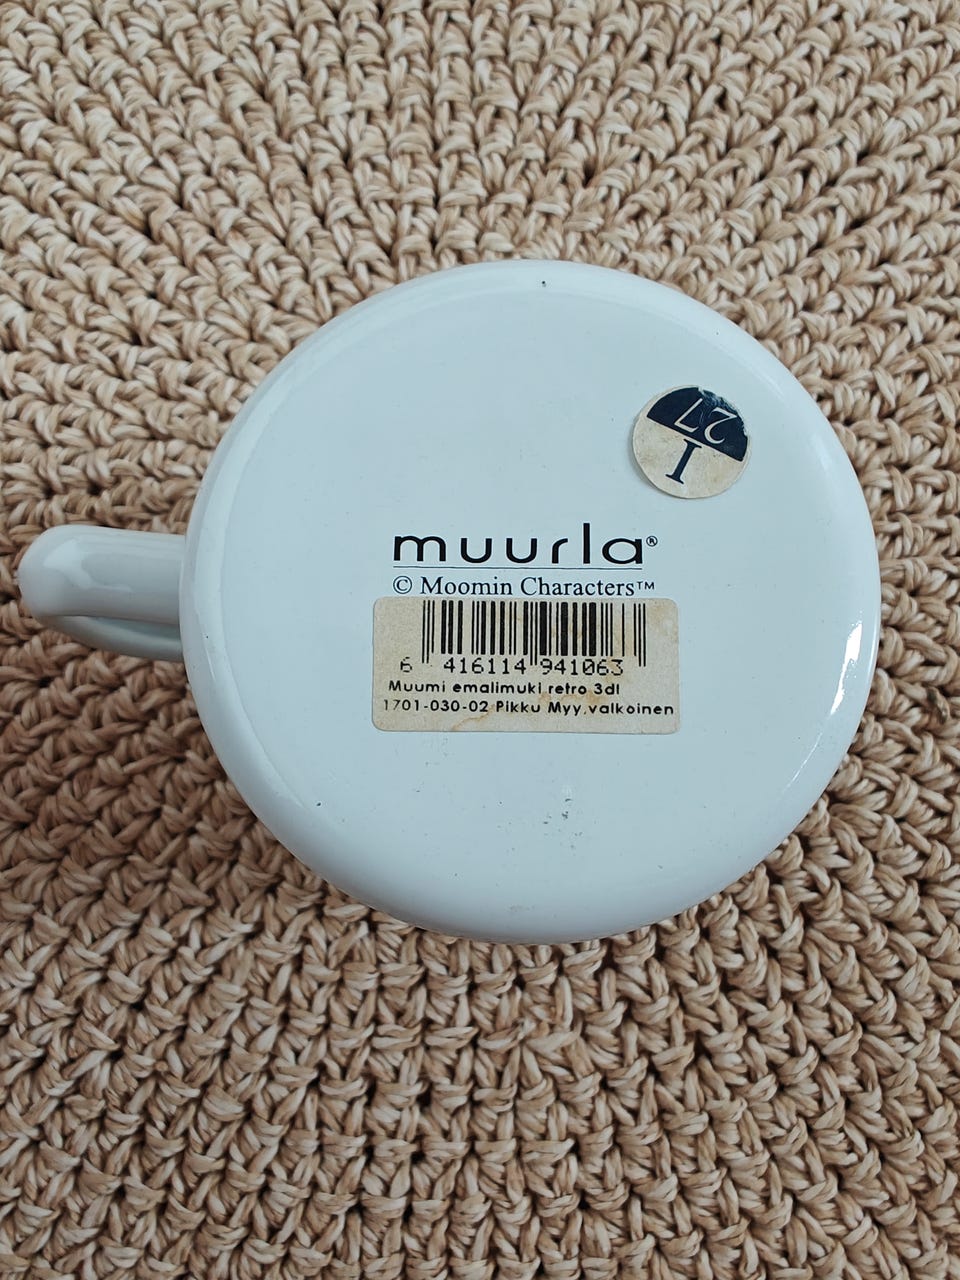 27
I
muurla®
© Moomin Characters™
6 416114 941063
Muumi emalimuki retro 3dl
1701-030-02 Pikku Myy,valkoinen